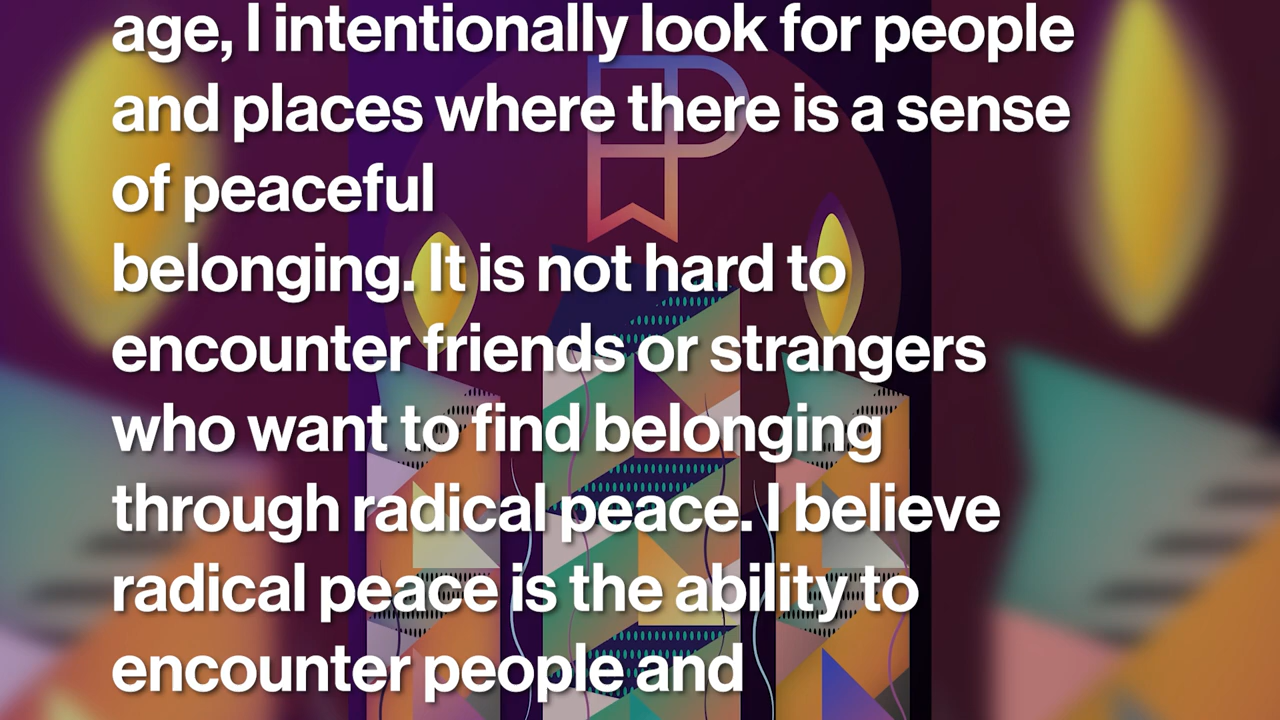 age, I intentionally look for people
and places where there is a sense
of peaceful
belonging. It is not hard to
encounter friends or strangers
who want to find belonging
through radical peace. I believe
radical peace is the ability to
encounter people and